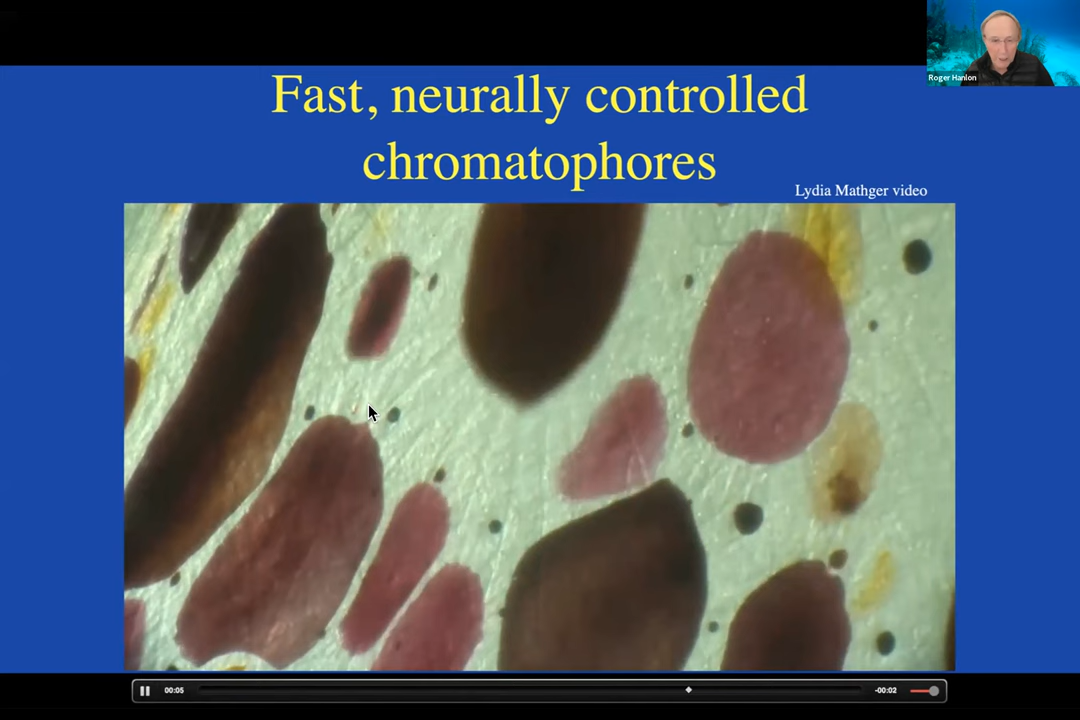 Roger Hanlon
Fast, neurally controlled
chromatophores
Lydia Mathger video
00:05
-00:02